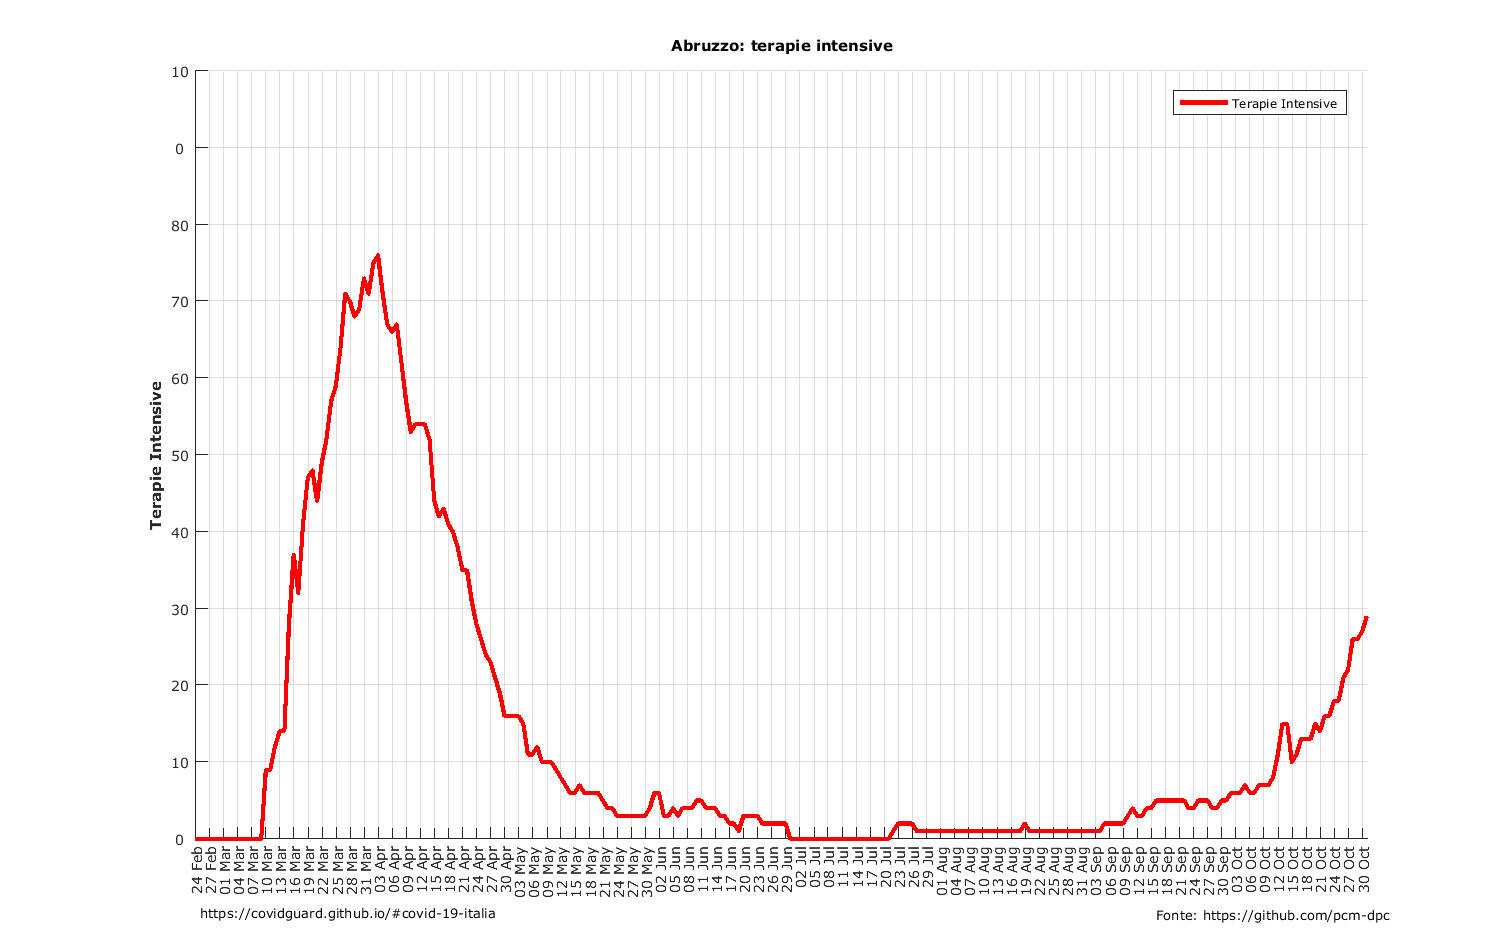 Abruzzo: terapie intensive
Terapie Intensive
10
0
80
70
60
50
40
30
20
10
0
Terapie Intensive
24 Feb
27 Feb
01 Mar
04 Mar
07 Mar
10 Mar
13 Mar
16 Mar
19 Mar
22 Mar
25 Mar
28 Mar
31 Mar
03 Apr
06 Apr
09 Apr
12 Apr
15 Apr
18 Apr
21 Apr
24 Apr
27 Apr
30 Apr
03 May
06 May
09 May
12 May
15 May
18 May
21 May
24 May
27 May
30 May
02 Jun
05 Jun
08 Jun
11 Jun
14 Jun
17 Jun
20 Jun
23 Jun
26 Jun
29 Jun
02 Jul
05 Jul
08 Jul
11 Jul
14 Jul
17 Jul
20 Jul
23 Jul
26 Jul
29 Jul
01 Aug
04 Aug
07 Aug
10 Aug
13 Aug
16 Aug
19 Aug
22 Aug
25 Aug
28 Aug
31 Aug
03 Sep
06 Sep
09 Sep
12 Sep
15 Sep
18 Sep
21 Sep
24 Sep
27 Sep
30 Sep
03 Oct
06 Oct
09 Oct
12 Oct
15 Oct
18 Oct
21 Oct
24 Oct
27 Oct
30 Oct
https://covidguard.github.io/#covid-19-italia
Fonte: https://github.com/pcm-dpc